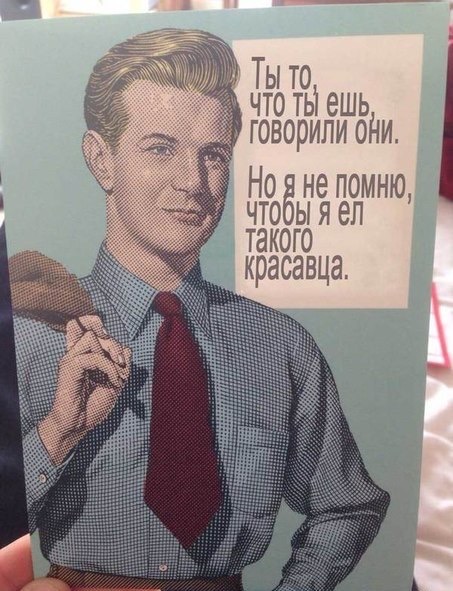 Ты то,
что ты ешь,
говорили они.
Но я не помню,
чтобы я ел
такого
красавца.